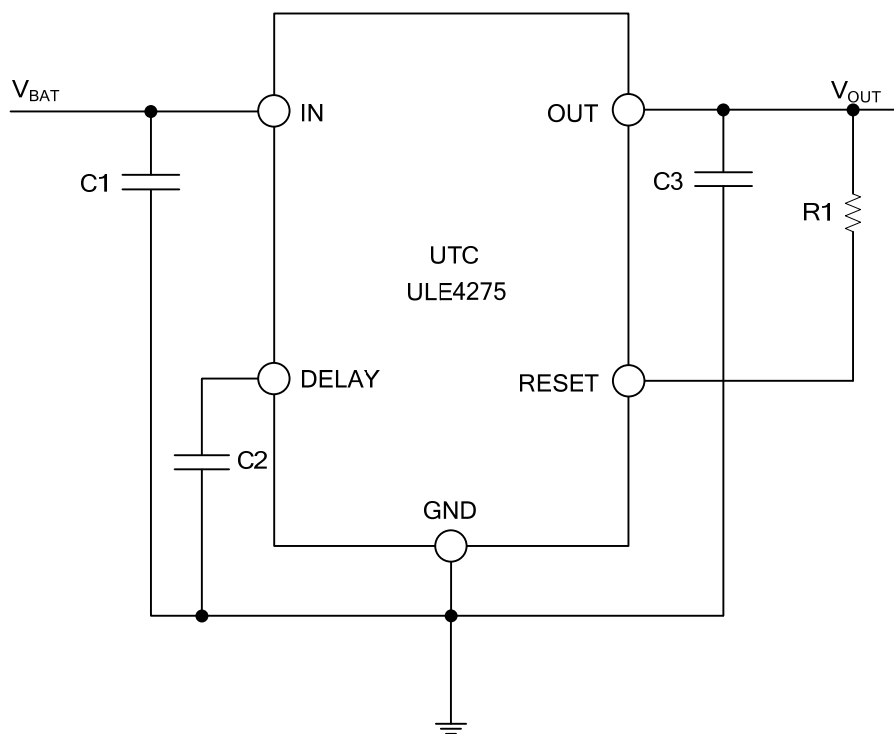 VBAT
IN
OUT
VOUT
C1
C3
R1
UTC
ULE4275
DELAY
RESET
C2
GND